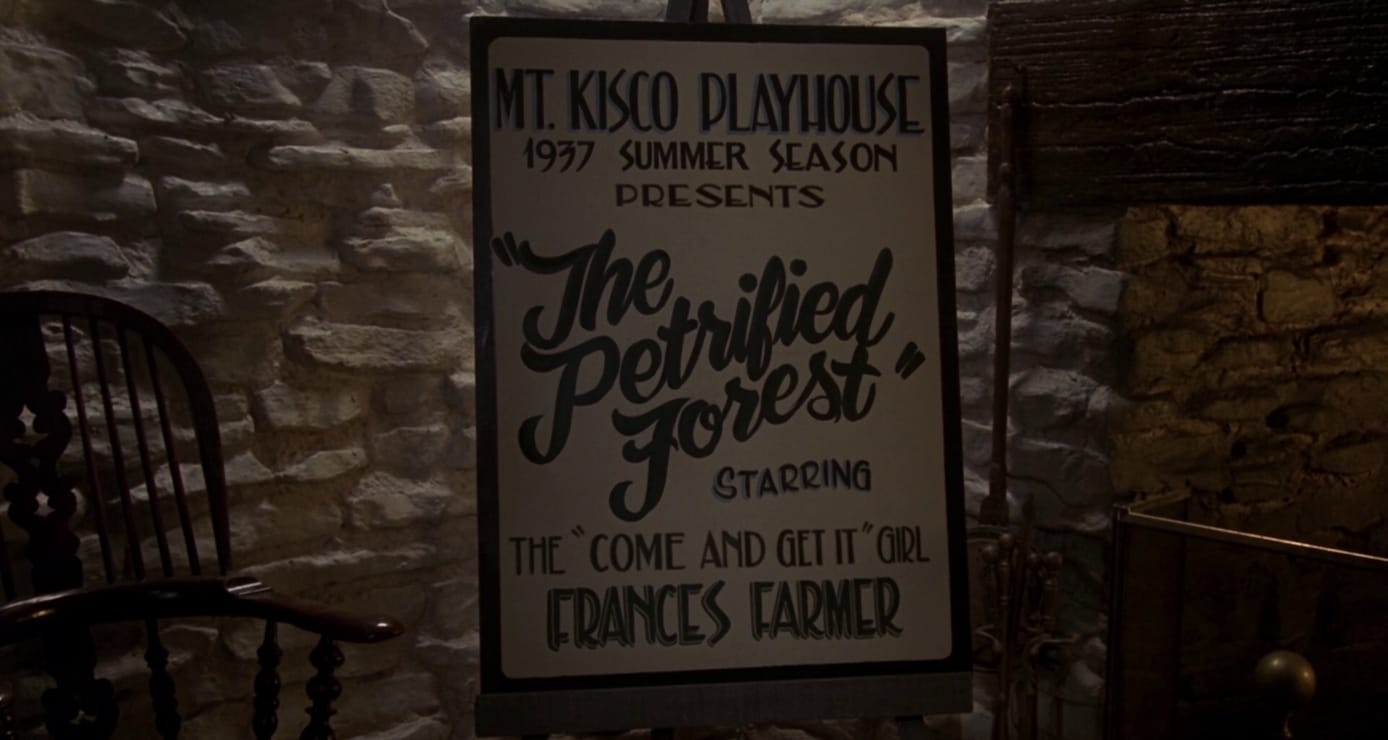 MT. KISCO PLAYHOUSE
1937 SUMMER SEASON
PRESENTS
"The
Petrified
Forest"
STARRING
THE "COME AND GET IT" GIRL
FRANCES FARMER